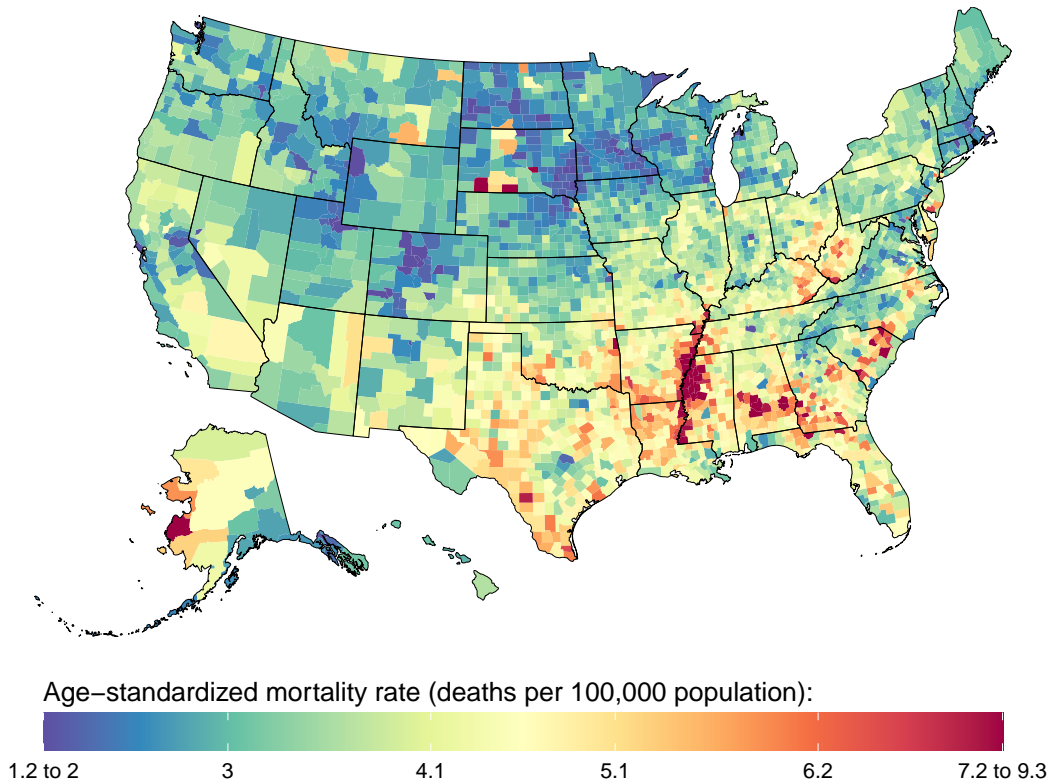 Age−standardized mortality rate (deaths per 100,000 population):
1.2 to 2 3 4.1 5.1 6.2 7.2 to 9.3